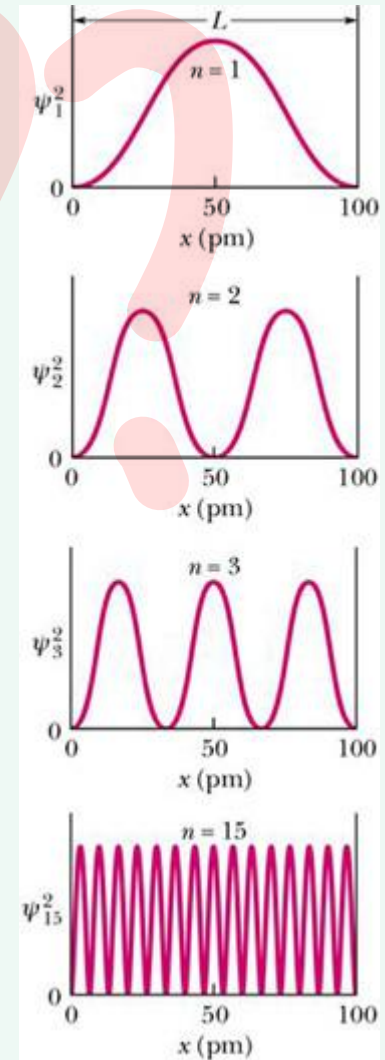 L
n = 1
ψ₁²
0
0 50 100
x (pm)
n = 2
ψ₂²
0
0 50 100
x (pm)
n = 3
ψ₃²
0
0 50 100
x (pm)
n = 15
ψ₁₅²
0
0 50 100
x (pm)